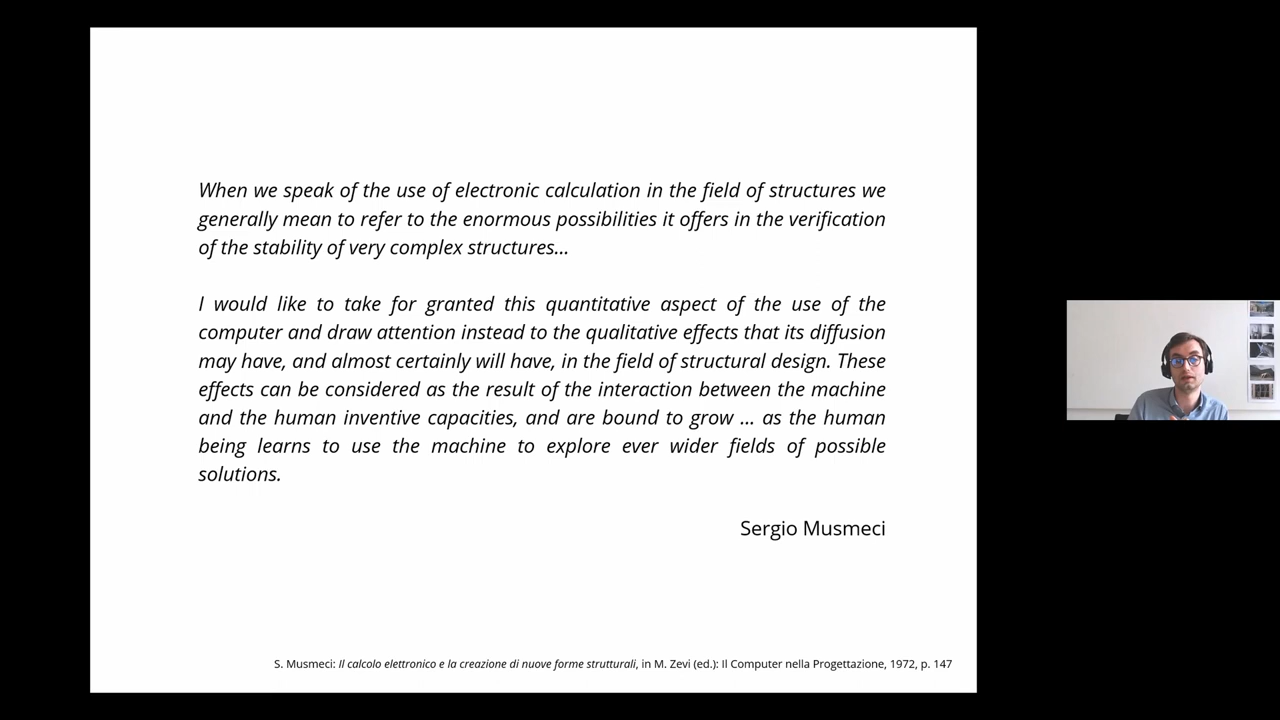 When we speak of the use of electronic calculation in the field of structures we
generally mean to refer to the enormous possibilities it offers in the verification
of the stability of very complex structures...
I would like to take for granted this quantitative aspect of the use of the
computer and draw attention instead to the qualitative effects that its diffusion
may have, and almost certainly will have, in the field of structural design. These
effects can be considered as the result of the interaction between the machine
and the human inventive capacities, and are bound to grow ... as the human
being learns to use the machine to explore ever wider fields of possible
solutions.
Sergio Musmeci
S. Musmeci: Il calcolo elettronico e la creazione di nuove forme strutturali, in M. Zevi (ed.): Il Computer nella Progettazione, 1972, p. 147